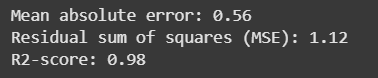 Mean absolute error: 0.56
Residual sum of squares (MSE): 1.12
R2-score: 0.98